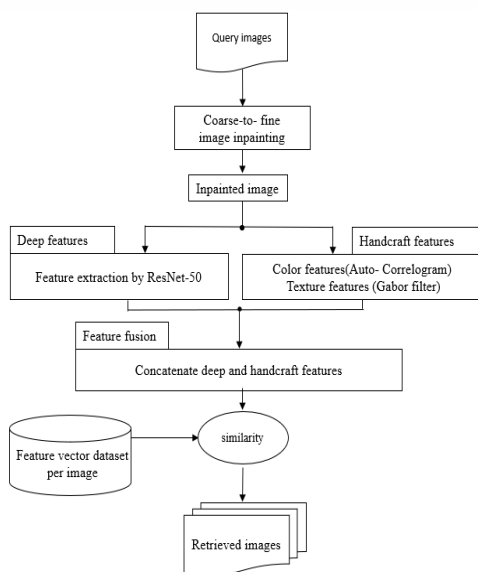 Query images
Coarse-to- fine
image inpainting
Inpainted image
Deep features
Handcraft features
Feature extraction by ResNet-50
Color features(Auto- Correlogram)
Texture features (Gabor filter)
Feature fusion
Concatenate deep and handcraft features
similarity
Feature vector dataset
per image
Retrieved images